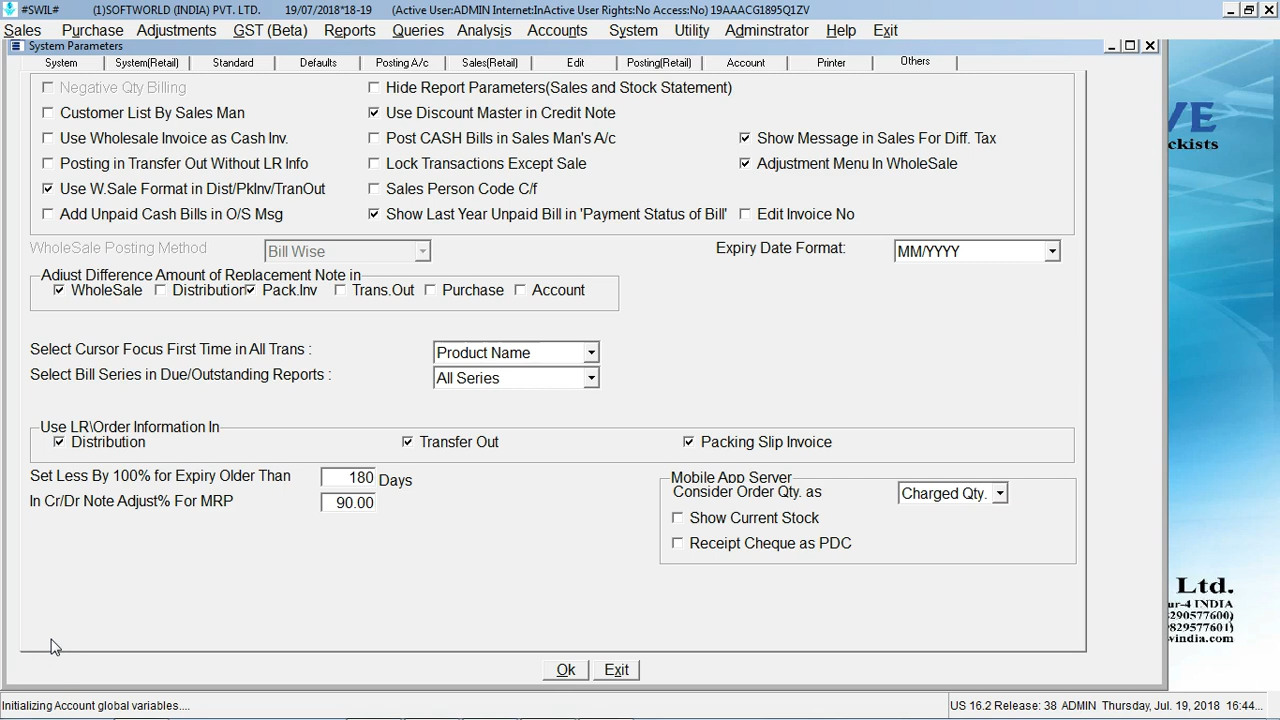 #SWIL# (1)SOFTWORLD (INDIA) PVT. LTD. 19/07/2018*18-19 (Active User:ADMIN Internet:InActive User Rights:No Access:No) 19AAACG1895Q1ZV
Sales Purchase Adjustments GST (Beta) Reports Queries Analysis Accounts System Utility Adminstrator Help Exit
System Parameters
System System(Retail) Standard Defaults Posting A/c Sales(Retail) Edit Posting(Retail) Account Printer Others
Negative Qty Billing Hide Report Parameters(Sales and Stock Statement)
Customer List By Sales Man Use Discount Master in Credit Note
Use Wholesale Invoice as Cash Inv. Post CASH Bills in Sales Man's A/c Show Message in Sales For Diff. Tax
Posting in Transfer Out Without LR Info Lock Transactions Except Sale Adjustment Menu In WholeSale
Use W.Sale Format in Dist/PkInv/TranOut Sales Person Code C/f
Add Unpaid Cash Bills in O/S Msg Show Last Year Unpaid Bill in 'Payment Status of Bill' Edit Invoice No
WholeSale Posting Method Bill Wise Expiry Date Format: MM/YYYY
Adjust Difference Amount of Replacement Note in
WholeSale Distribution Pack.Inv Trans.Out Purchase Account
Select Cursor Focus First Time in All Trans : Product Name
Select Bill Series in Due/Outstanding Reports : All Series
Use LR\Order Information In
Distribution Transfer Out Packing Slip Invoice
Set Less By 100% for Expiry Older Than 180 Days
In Cr/Dr Note Adjust% For MRP 90.00
Mobile App Server
Consider Order Qty. as Charged Qty.
Show Current Stock
Receipt Cheque as PDC
Ok Exit
VE
ckists
Ltd.
ur-4 INDIA
8290577600)
9829577601)
vindia.com
Initializing Account global variables.... US 16.2 Release: 38 ADMIN Thursday, Jul. 19, 2018 16:44...